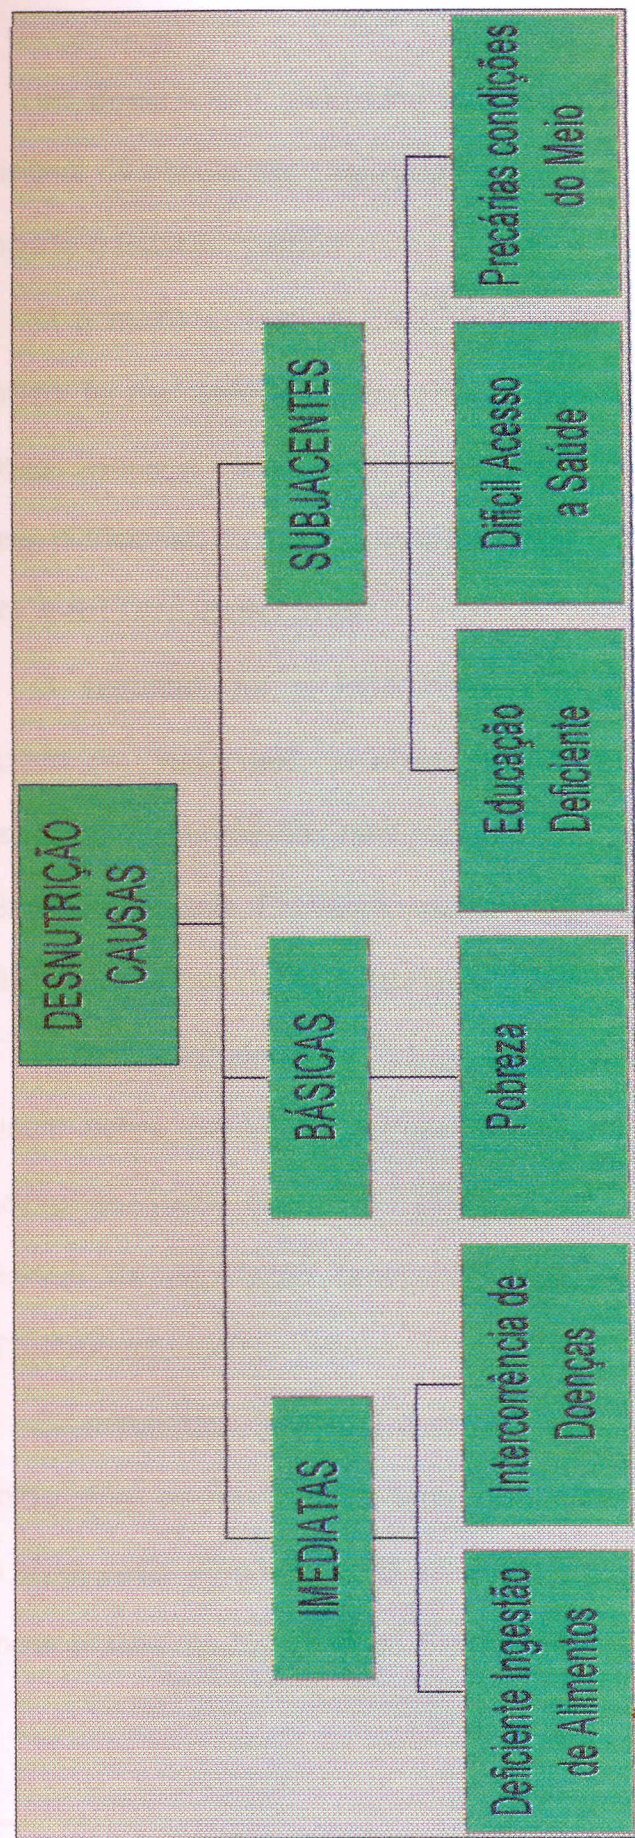 DESNUTRIÇÃO
CAUSAS
IMEDIATAS
BÁSICAS
SUBJACENTES
Deficiente Ingestão
de Alimentos
Intercorrência de
Doenças
Pobreza
Educação
Deficiente
Difícil Acesso
a Saúde
Precárias condições
do Meio